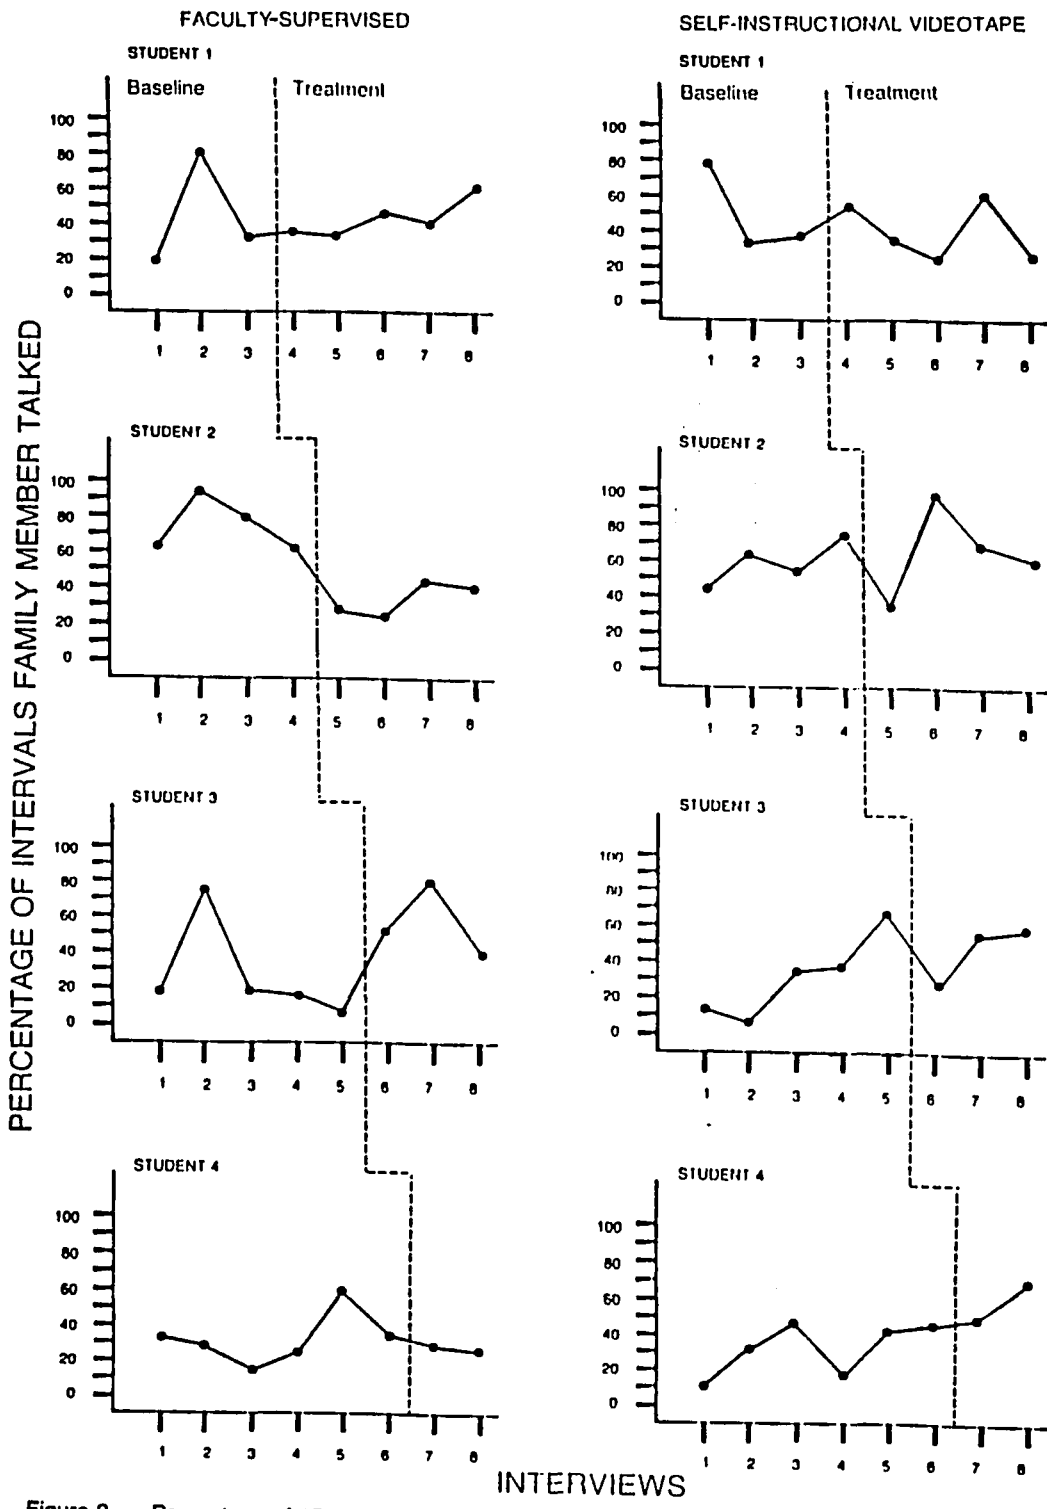 FACULTY-SUPERVISED
STUDENT 1
Baseline Treatment
100
80
60
40
20
0
1 2 3 4 5 6 7 8
STUDENT 2
100
80
60
40
20
0
1 2 3 4 5 6 7 8
STUDENT 3
100
80
60
40
20
0
1 2 3 4 5 6 7 8
STUDENT 4
100
80
60
40
20
0
1 2 3 4 5 6 7 8
SELF-INSTRUCTIONAL VIDEOTAPE
STUDENT 1
Baseline Treatment
100
80
60
40
20
0
1 2 3 4 5 6 7 8
STUDENT 2
100
80
60
40
20
0
1 2 3 4 5 6 7 8
STUDENT 3
100
80
60
40
20
0
1 2 3 4 5 6 7 8
STUDENT 4
100
80
60
40
20
0
1 2 3 4 5 6 7 8
PERCENTAGE OF INTERVALS FAMILY MEMBER TALKED
INTERVIEWS